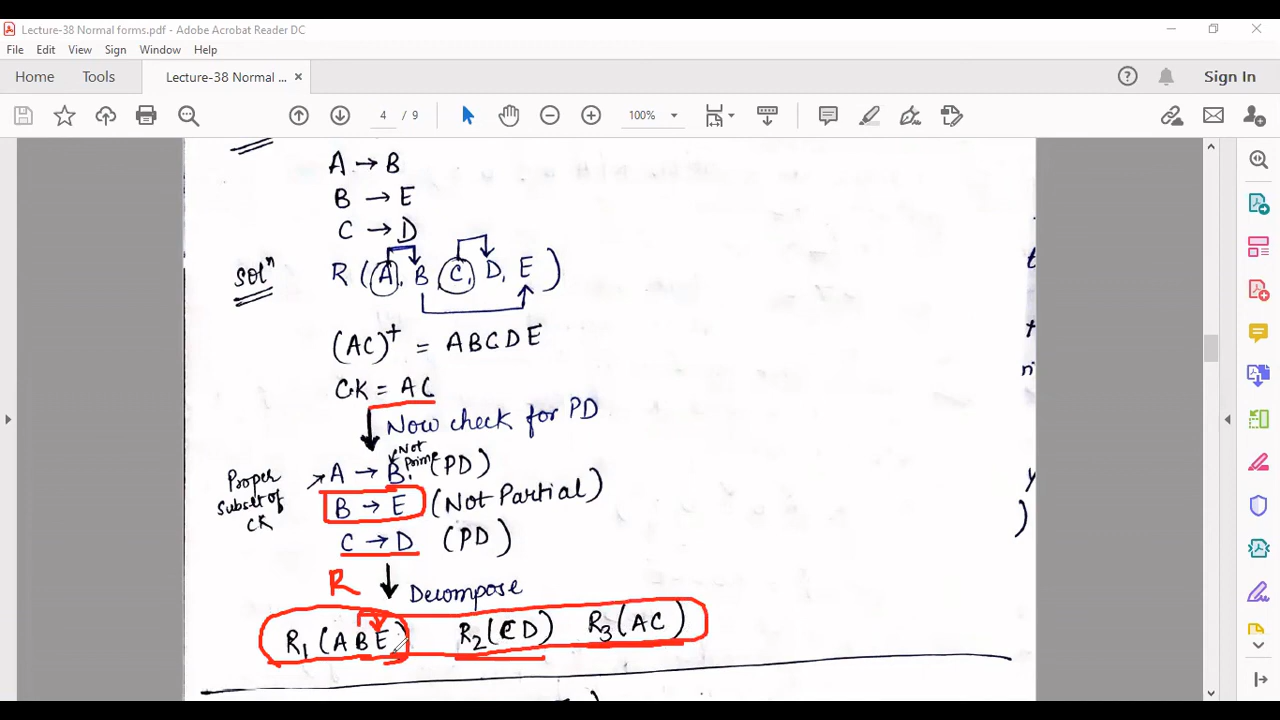 Lecture-38 Normal forms.pdf - Adobe Acrobat Reader DC
File Edit View Sign Window Help
Home Tools Lecture-38 Normal ... × Sign In
4 / 9 100%
A → B
B → E
C → D
Solⁿ R (A, B, C, D, E)
(AC)⁺ = ABCDE
C·K = AC
Now check for PD
Not
Prime
A → B (PD)
Proper
Subset of
CK
B → E (Not Partial)
C → D (PD)
R
Decompose
R₁ (ABE) R₂ (CD) R₃ (AC)